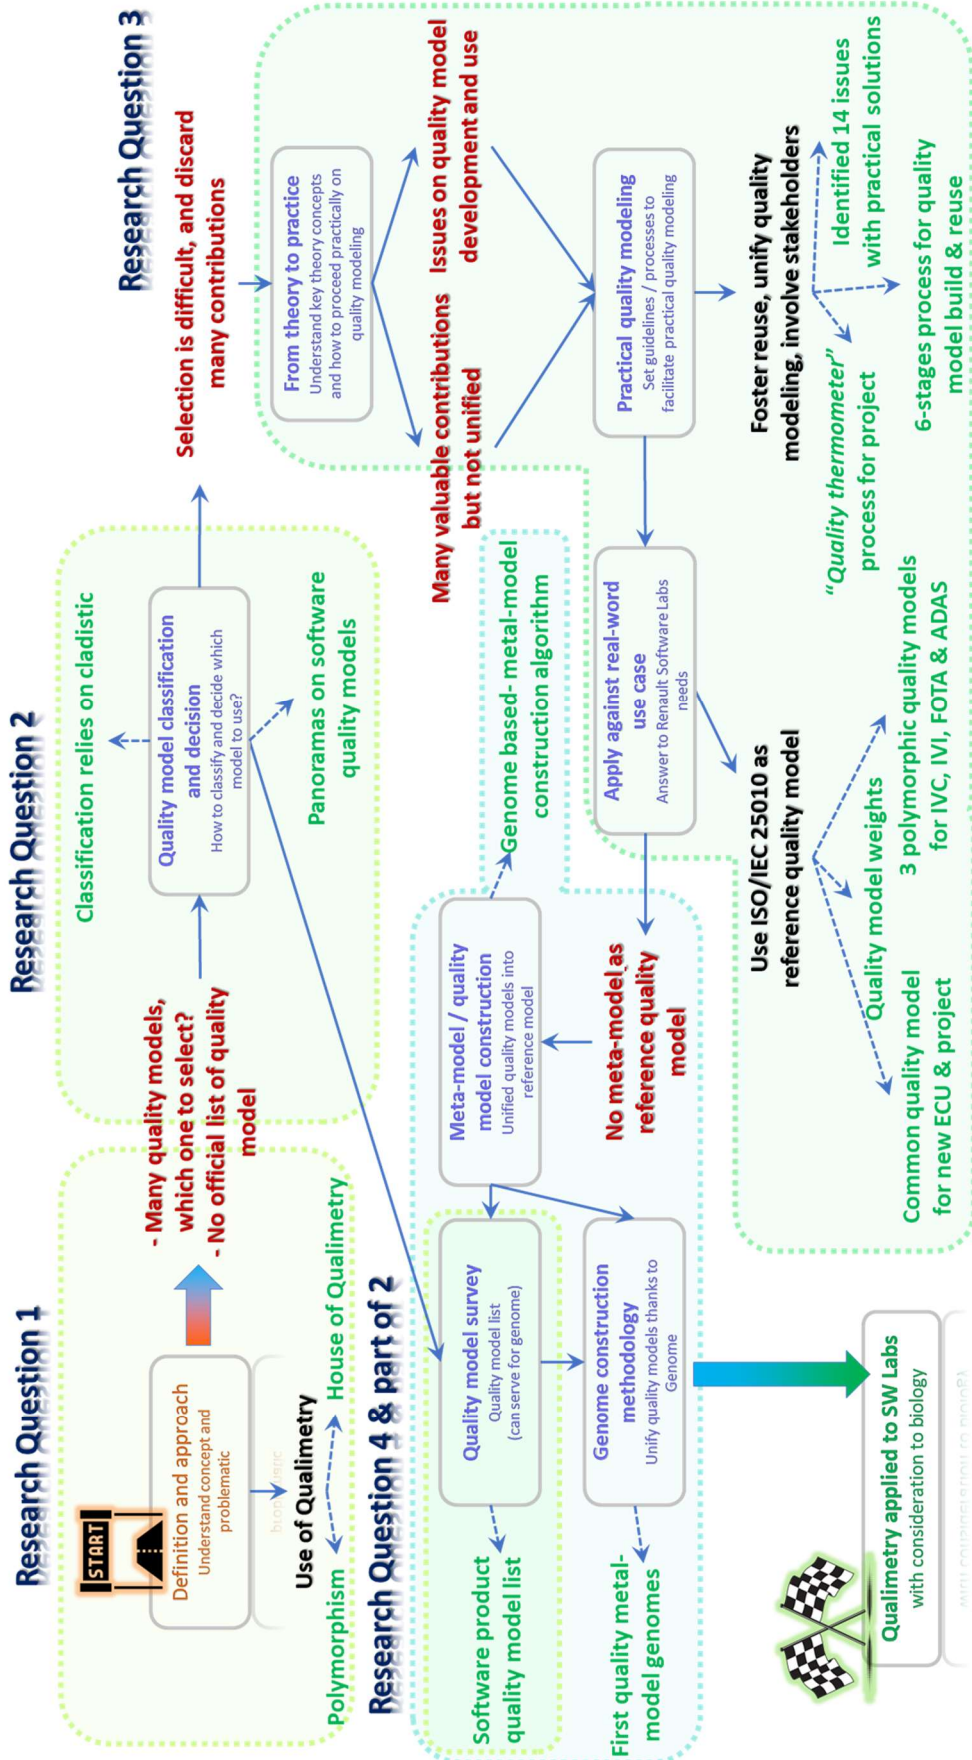 Research Question 1
START
Definition and approach
Understand concept and
problematic
Use of Qualimetry
Polymorphism
House of Qualimetry
- Many quality models,
which one to select?
- No official list of quality
model
Research Question 2
Classification relies on cladistic
Quality model classification
and decision
How to classify and decide which
model to use?
Panoramas on software
quality models
Research Question 3
Selection is difficult, and discard
many contributions
From theory to practice
Understand key theory concepts
and how to proceed practically on
quality modeling
Many valuable contributions
but not unified
Issues on quality model
development and use
Practical quality modeling
Set guidelines / processes to
facilitate practical quality modeling
Foster reuse, unify quality
modeling, involve stakeholders
"Quality thermometer"
process for project
Identified 14 issues
with practical solutions
6-stages process for quality
model build & reuse
Apply against real-word
use case
Answer to Renault Software Labs
needs
Use ISO/IEC 25010 as
reference quality model
Quality model weights
Common quality model
for new ECU & project
3 polymorphic quality models
for IVC, IVI, FOTA & ADAS
Research Question 4 & part of 2
Software product
quality model list
Quality model survey
Quality model list
(can serve for genome)
Meta-model / quality
model construction
Unified quality models into
reference model
Genome based- metal-model
construction algorithm
No meta-model as
reference quality
model
First quality metal-
model genomes
Genome construction
methodology
Unify quality models thanks to
Genome
Qualimetry applied to SW Labs
with consideration to biology